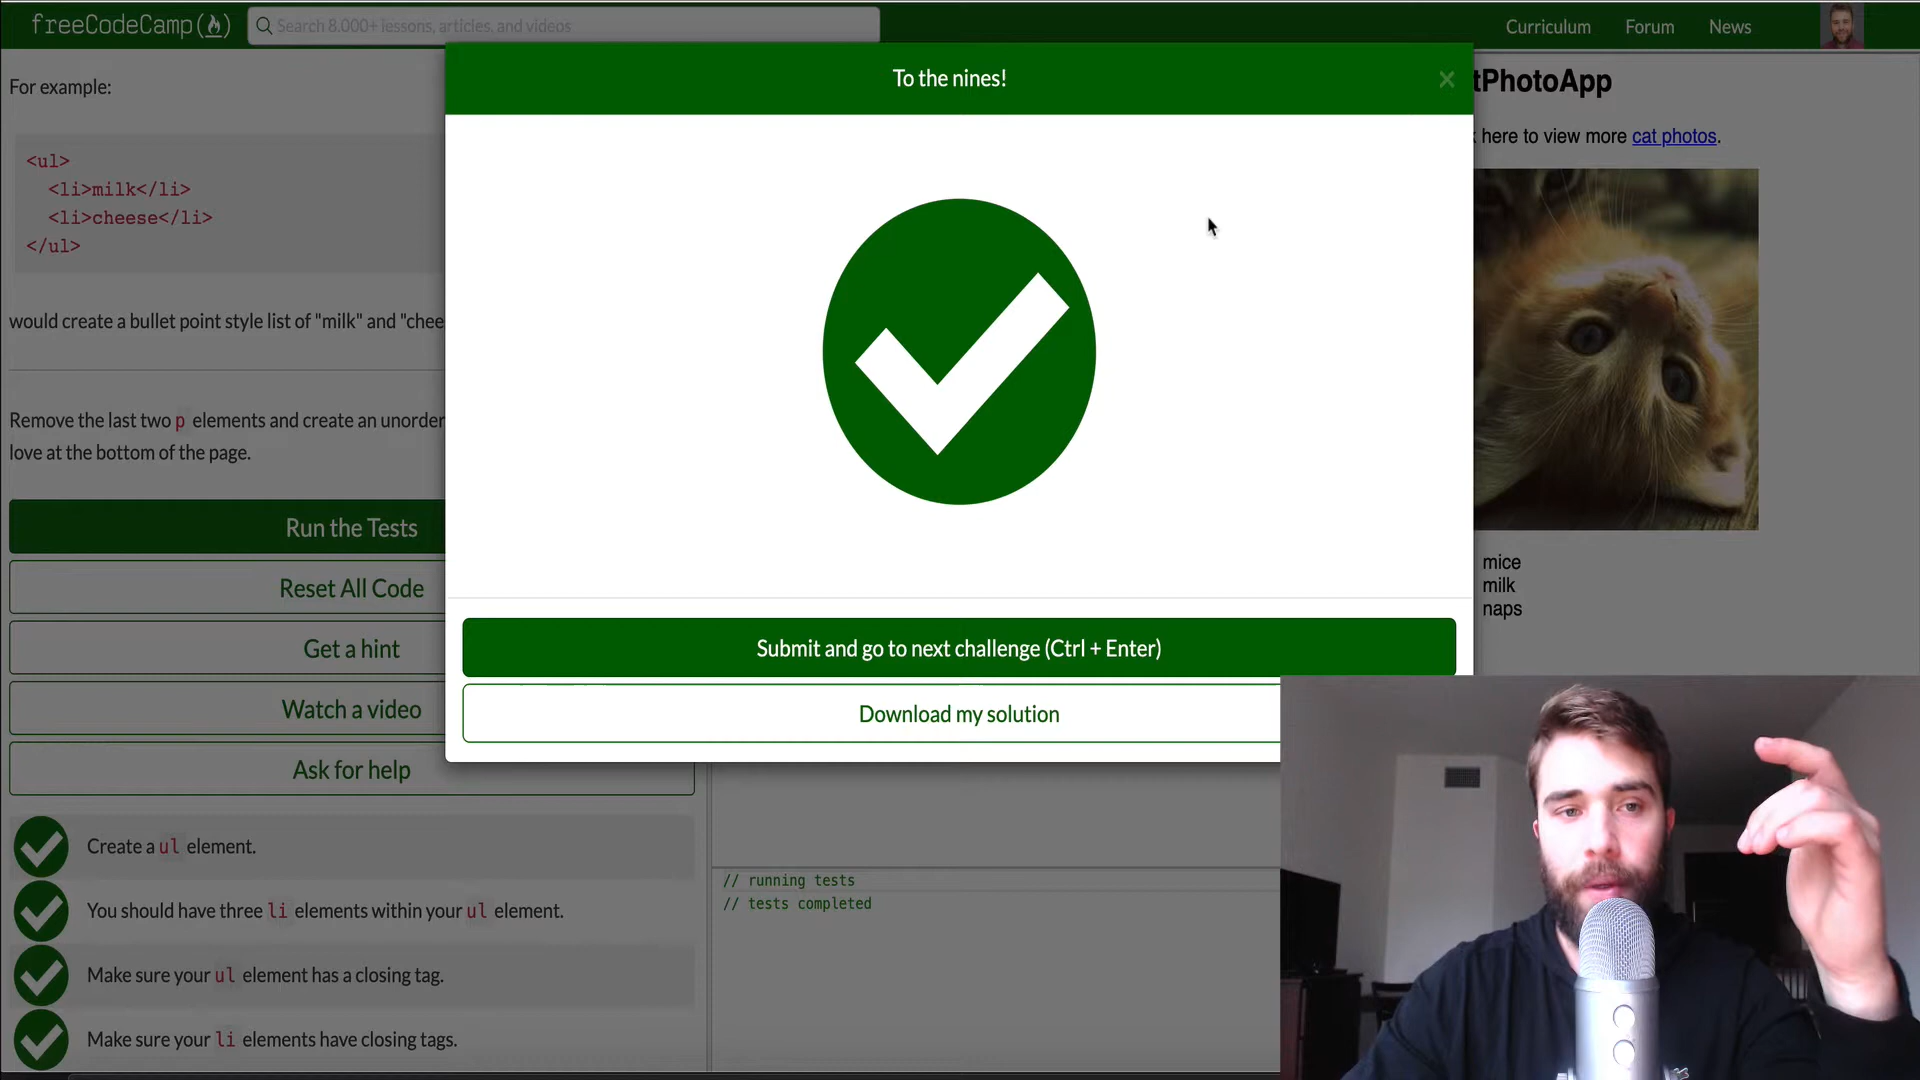 freeCodeCamp
Search 8,000+ lessons, articles, and videos
Curriculum
Forum
News
For example:
<ul>
<li>milk</li>
<li>cheese</li>
</ul>
would create a bullet point style list of "milk" and "chee
Remove the last two p elements and create an unorder
love at the bottom of the page.
Run the Tests
Reset All Code
Get a hint
Watch a video
Ask for help
Create a ul element.
You should have three li elements within your ul element.
Make sure your ul element has a closing tag.
Make sure your li elements have closing tags.
To the nines!
×
Submit and go to next challenge (Ctrl + Enter)
Download my solution
// running tests
// tests completed
tPhotoApp
here to view more cat photos.
mice
milk
naps